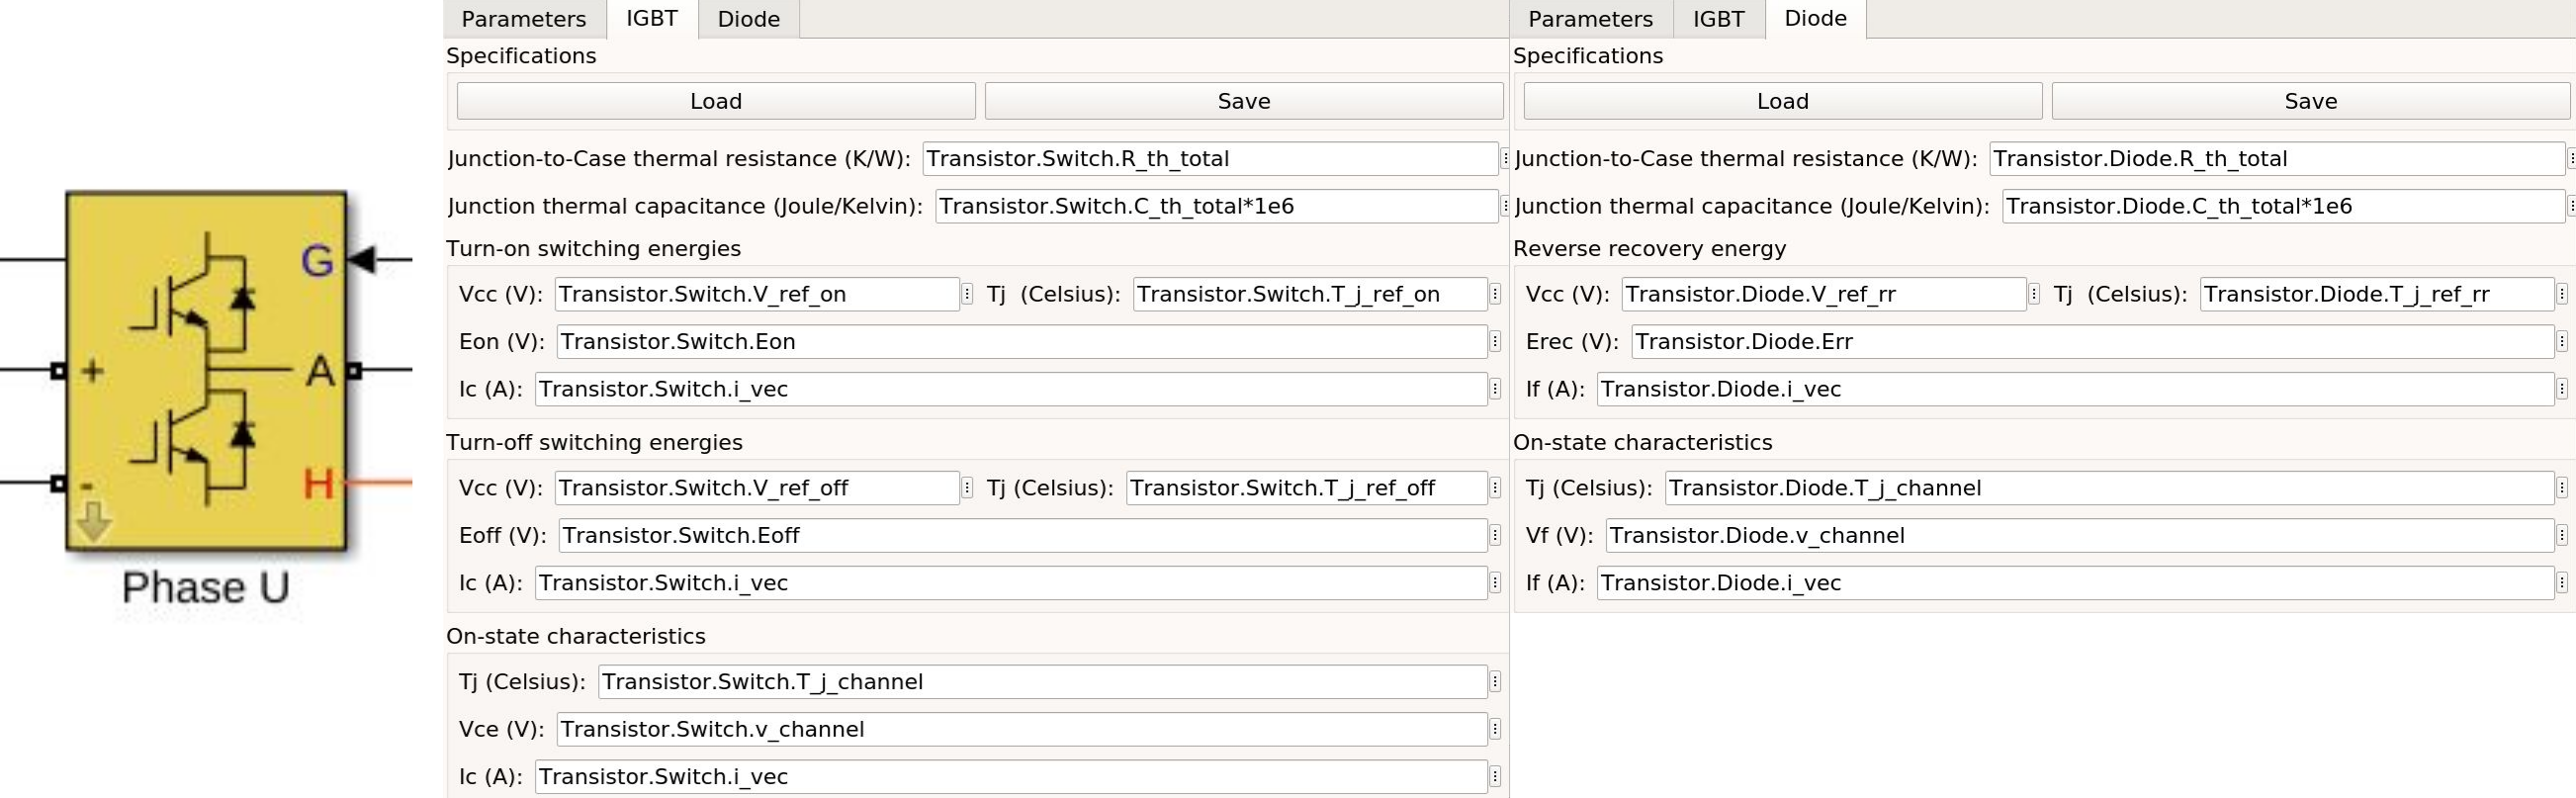 G
+
A
-
H
Phase U
Parameters IGBT Diode
Specifications
Load Save
Junction-to-Case thermal resistance (K/W): Transistor.Switch.R_th_total
Junction thermal capacitance (Joule/Kelvin): Transistor.Switch.C_th_total*1e6
Turn-on switching energies
Vcc (V): Transistor.Switch.V_ref_on Tj (Celsius): Transistor.Switch.T_j_ref_on
Eon (V): Transistor.Switch.Eon
Ic (A): Transistor.Switch.i_vec
Turn-off switching energies
Vcc (V): Transistor.Switch.V_ref_off Tj (Celsius): Transistor.Switch.T_j_ref_off
Eoff (V): Transistor.Switch.Eoff
Ic (A): Transistor.Switch.i_vec
On-state characteristics
Tj (Celsius): Transistor.Switch.T_j_channel
Vce (V): Transistor.Switch.v_channel
Ic (A): Transistor.Switch.i_vec
Parameters IGBT Diode
Specifications
Load Save
Junction-to-Case thermal resistance (K/W): Transistor.Diode.R_th_total
Junction thermal capacitance (Joule/Kelvin): Transistor.Diode.C_th_total*1e6
Reverse recovery energy
Vcc (V): Transistor.Diode.V_ref_rr Tj (Celsius): Transistor.Diode.T_j_ref_rr
Erec (V): Transistor.Diode.Err
If (A): Transistor.Diode.i_vec
On-state characteristics
Tj (Celsius): Transistor.Diode.T_j_channel
Vf (V): Transistor.Diode.v_channel
If (A): Transistor.Diode.i_vec